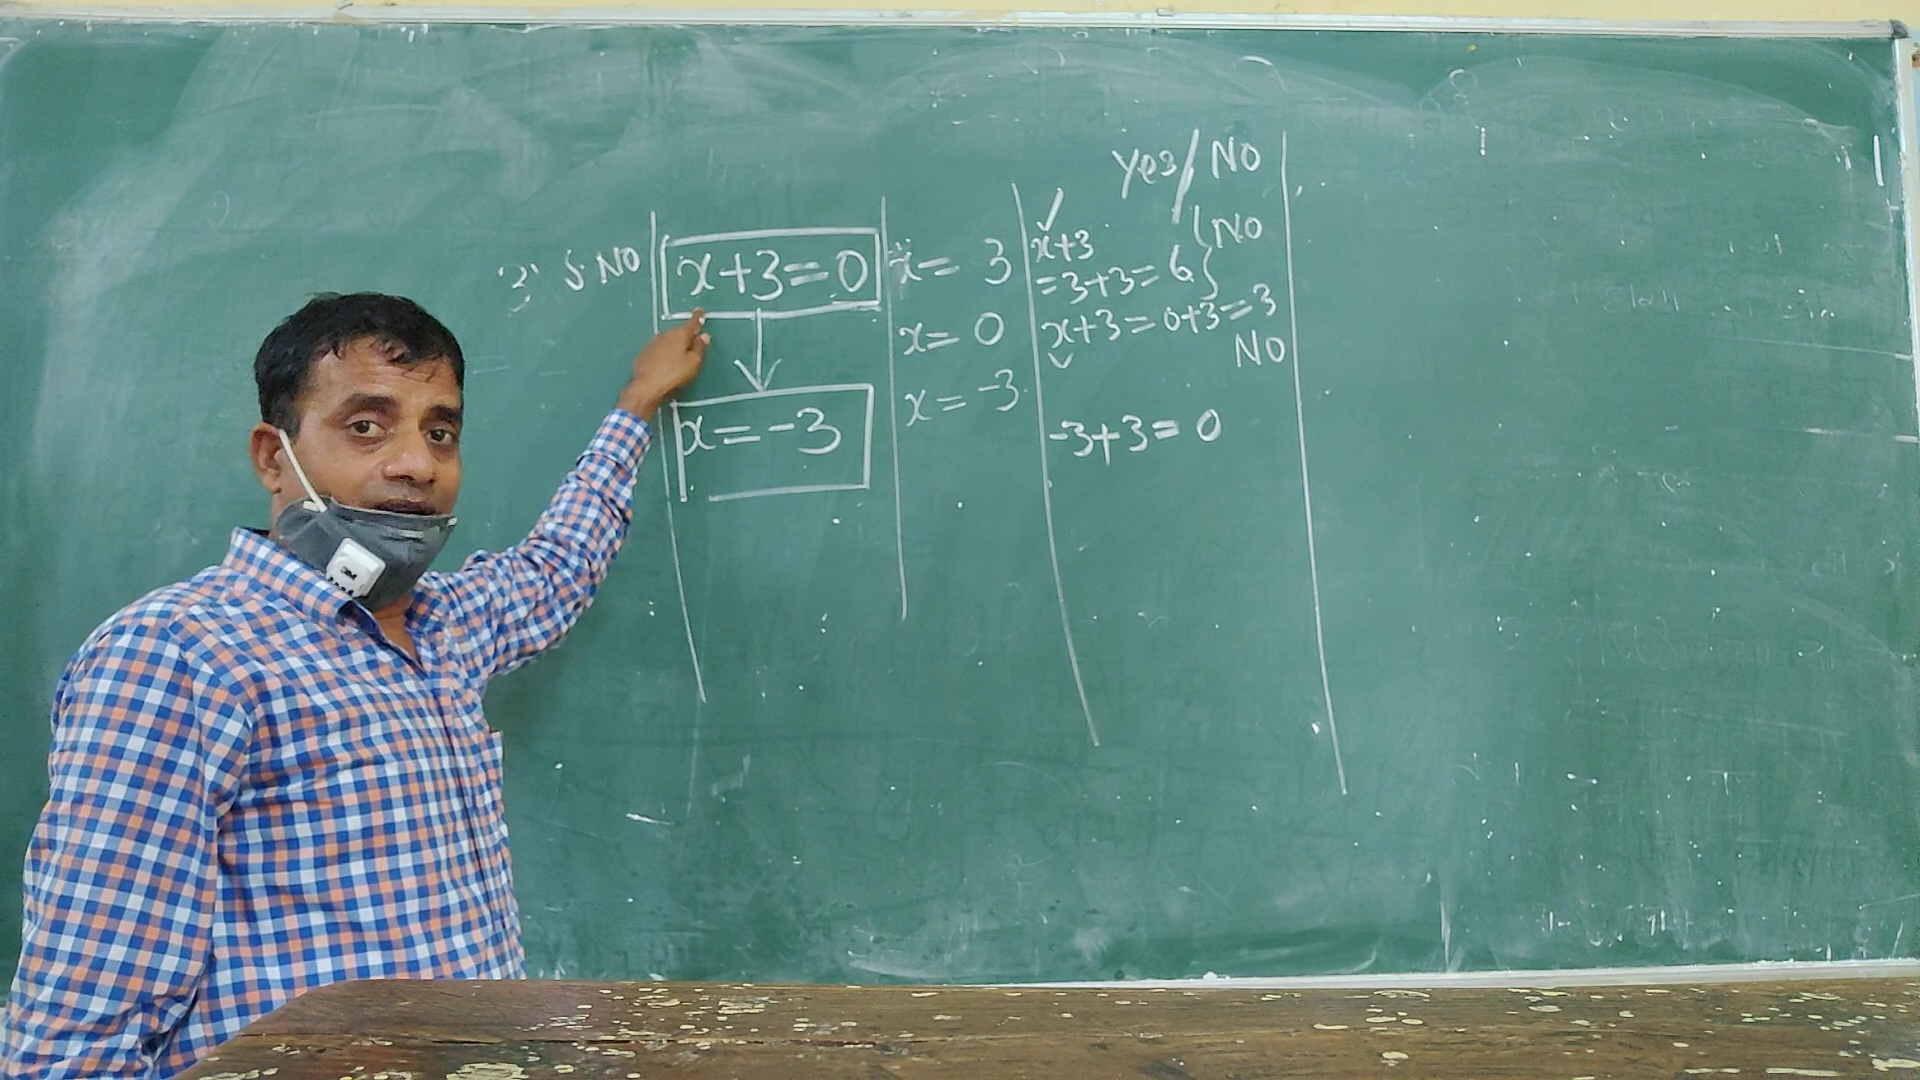 Yes/NO
S.NO
x+3=0
x=-3
x= 3
x= 0
x= -3
x+3
=3+3= 6 } NO
x+3= 0+3=3
NO
-3+3= 0
3M